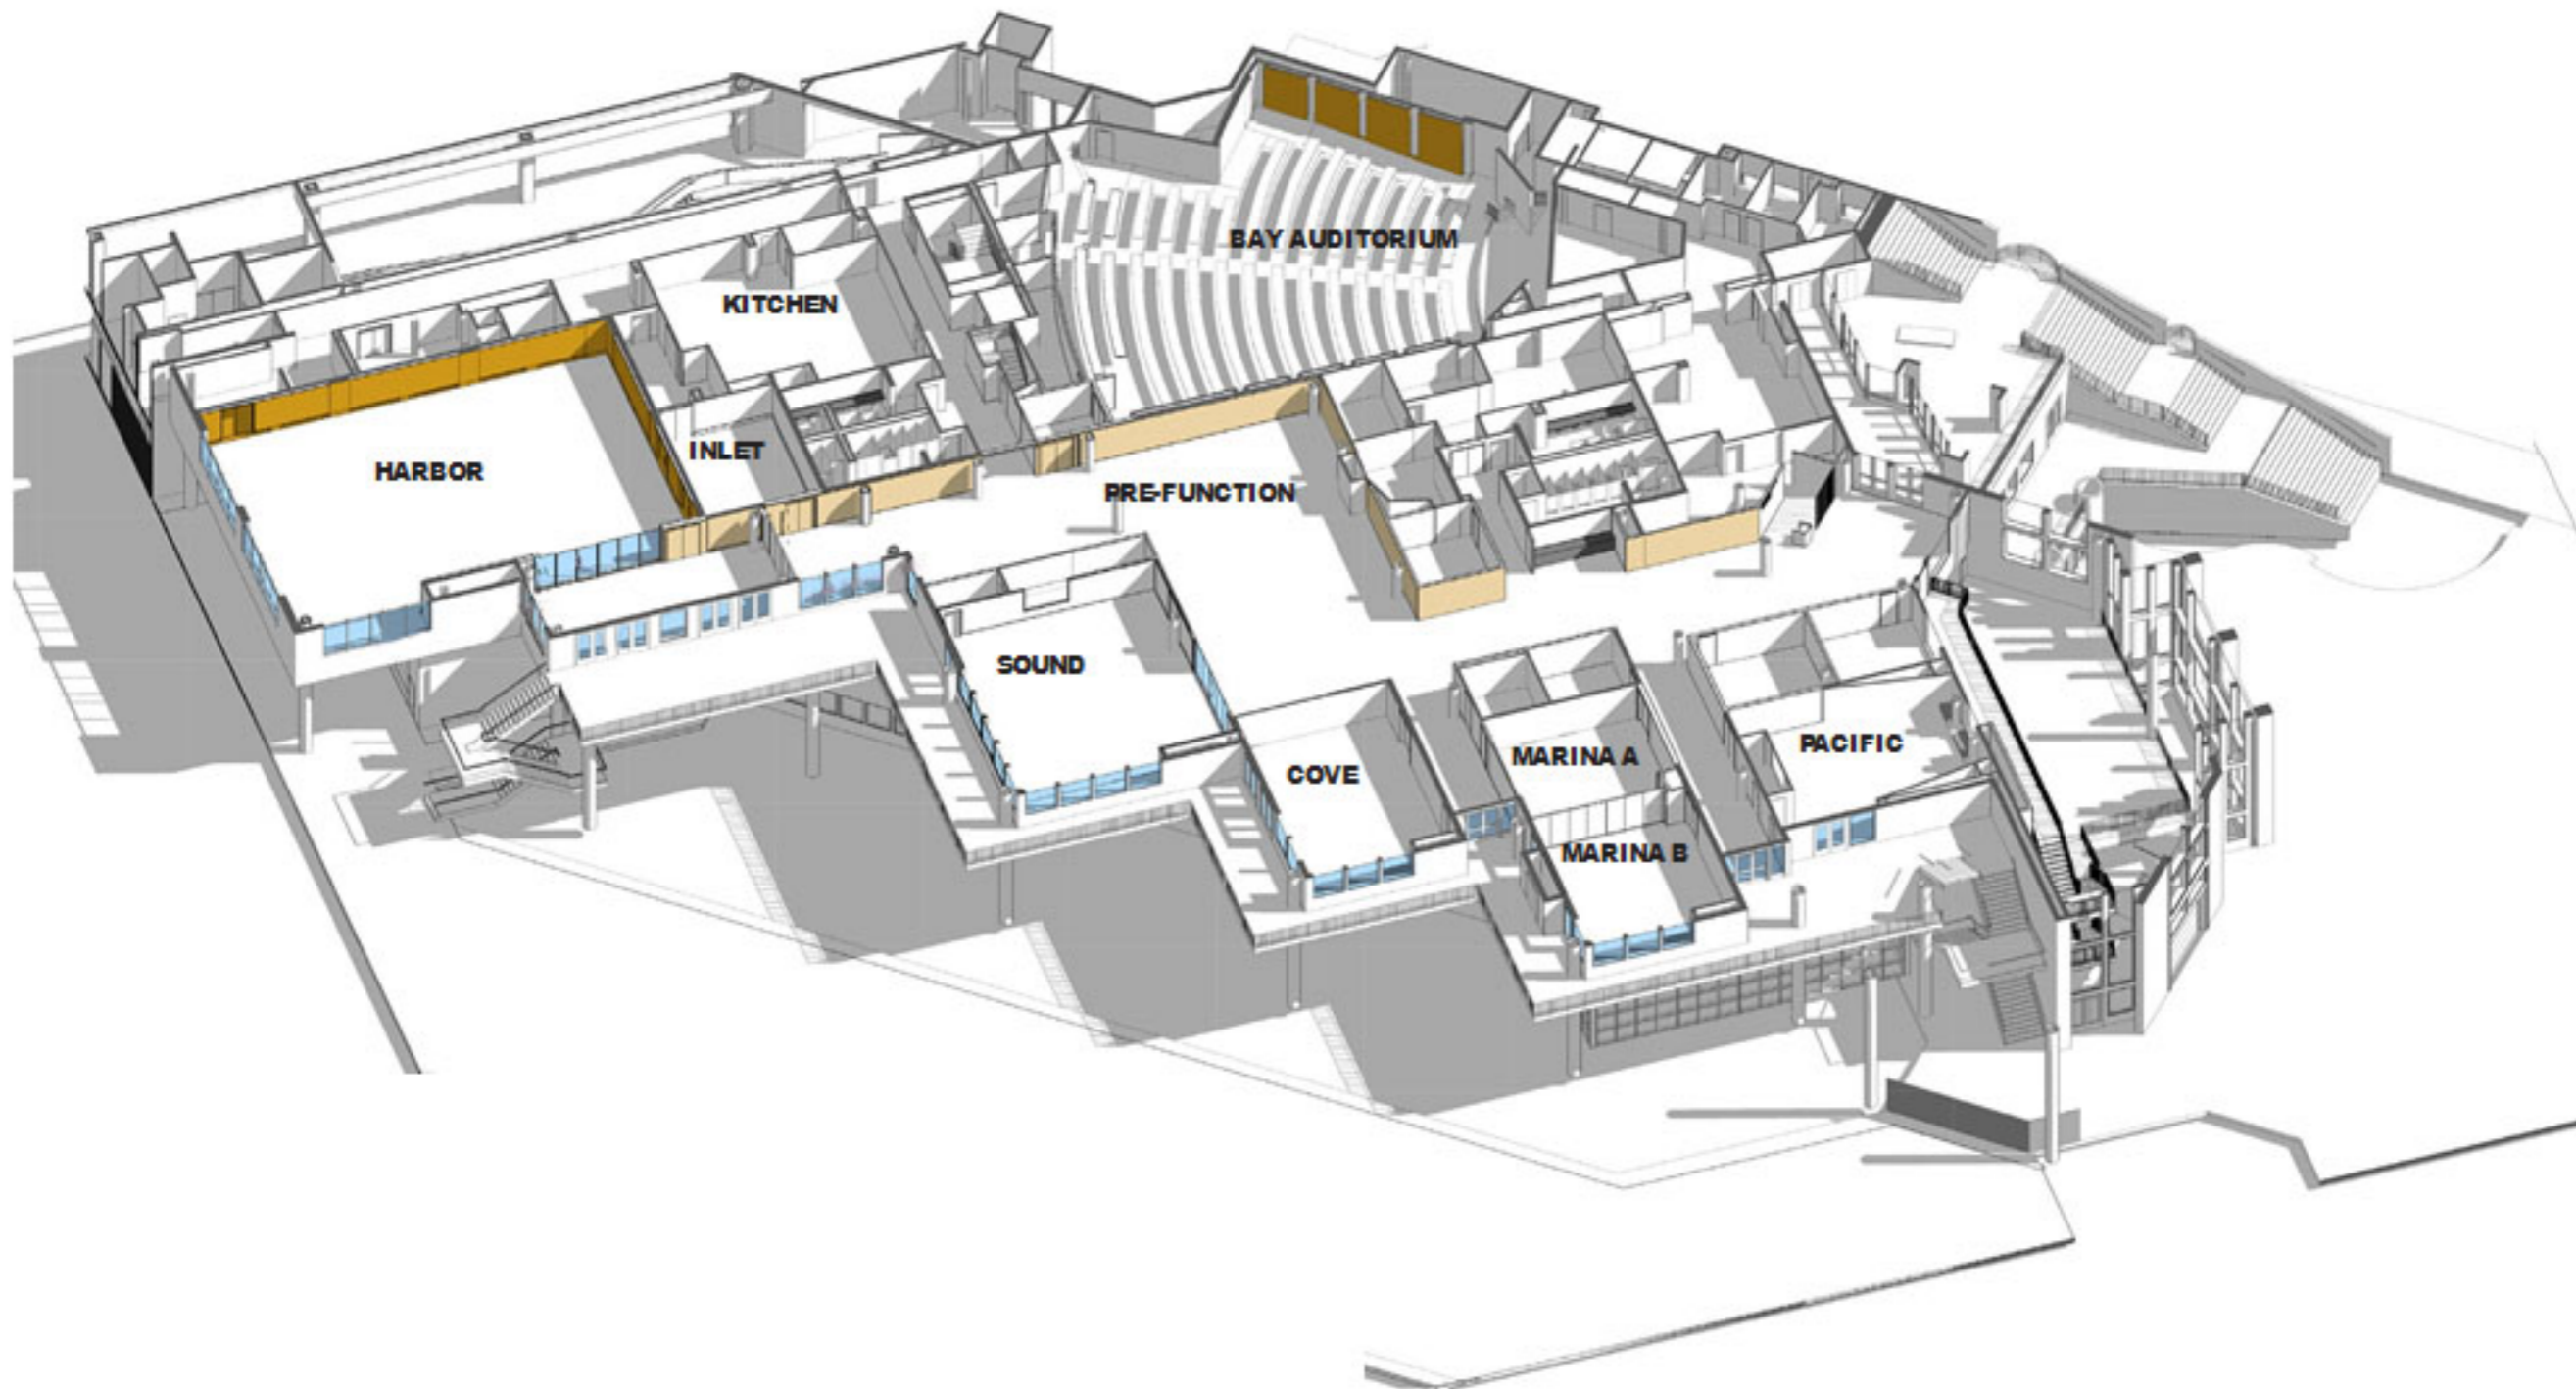 BAY AUDITORIUM
KITCHEN
INLET
HARBOR
PRE-FUNCTION
SOUND
COVE
MARINA A
PACIFIC
MARINA B